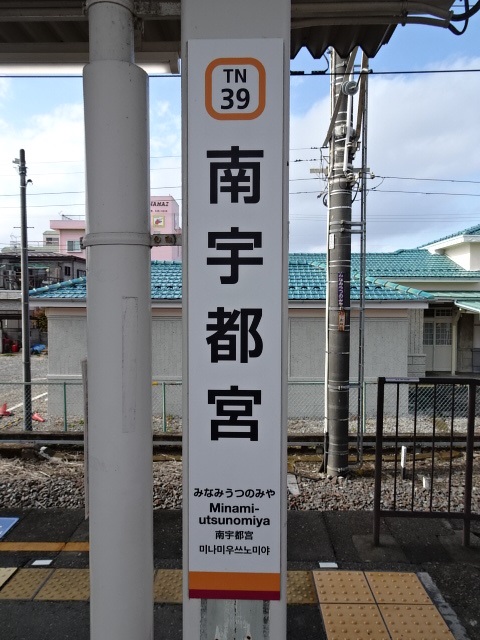 TN
39
南宇都宮
みなみうつのみや
Minami-
utsunomiya
南宇都宮
미나미우쓰노미야